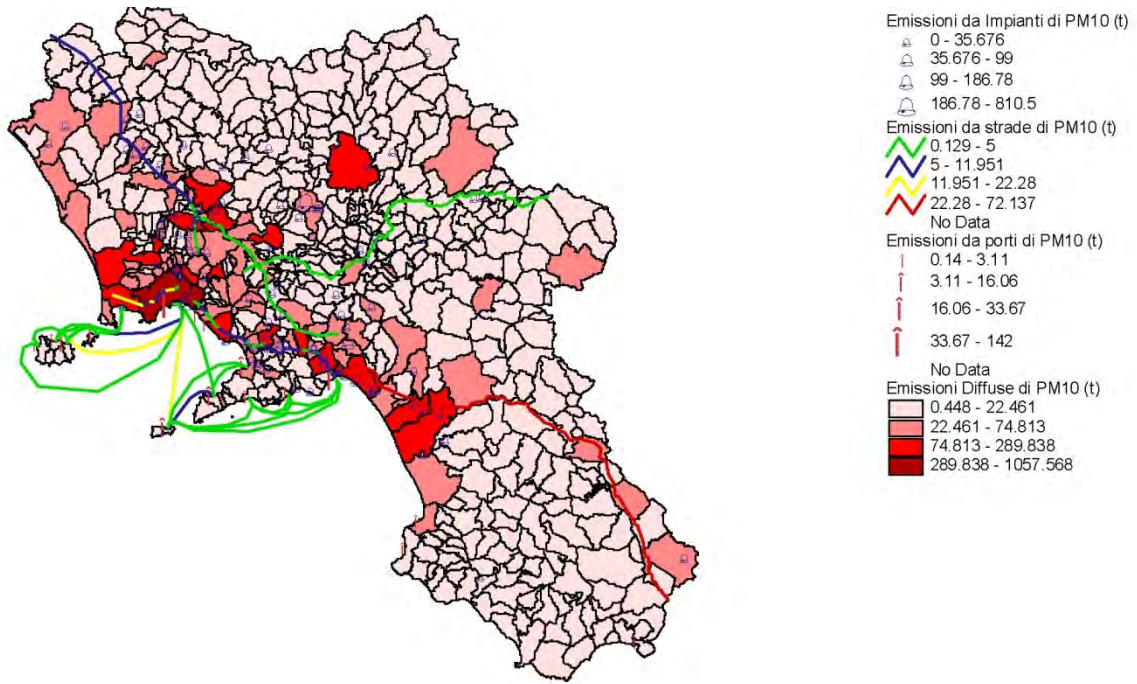 Emissioni da Impianti di PM10 (t)
0 - 35.676
35.676 - 99
99 - 186.78
186.78 - 810.5
Emissioni da strade di PM10 (t)
0.129 - 5
5 - 11.951
11.951 - 22.28
22.28 - 72.137
No Data
Emissioni da porti di PM10 (t)
0.14 - 3.11
3.11 - 16.06
16.06 - 33.67
33.67 - 142
No Data
Emissioni Diffuse di PM10 (t)
0.448 - 22.461
22.461 - 74.813
74.813 - 289.838
289.838 - 1057.568